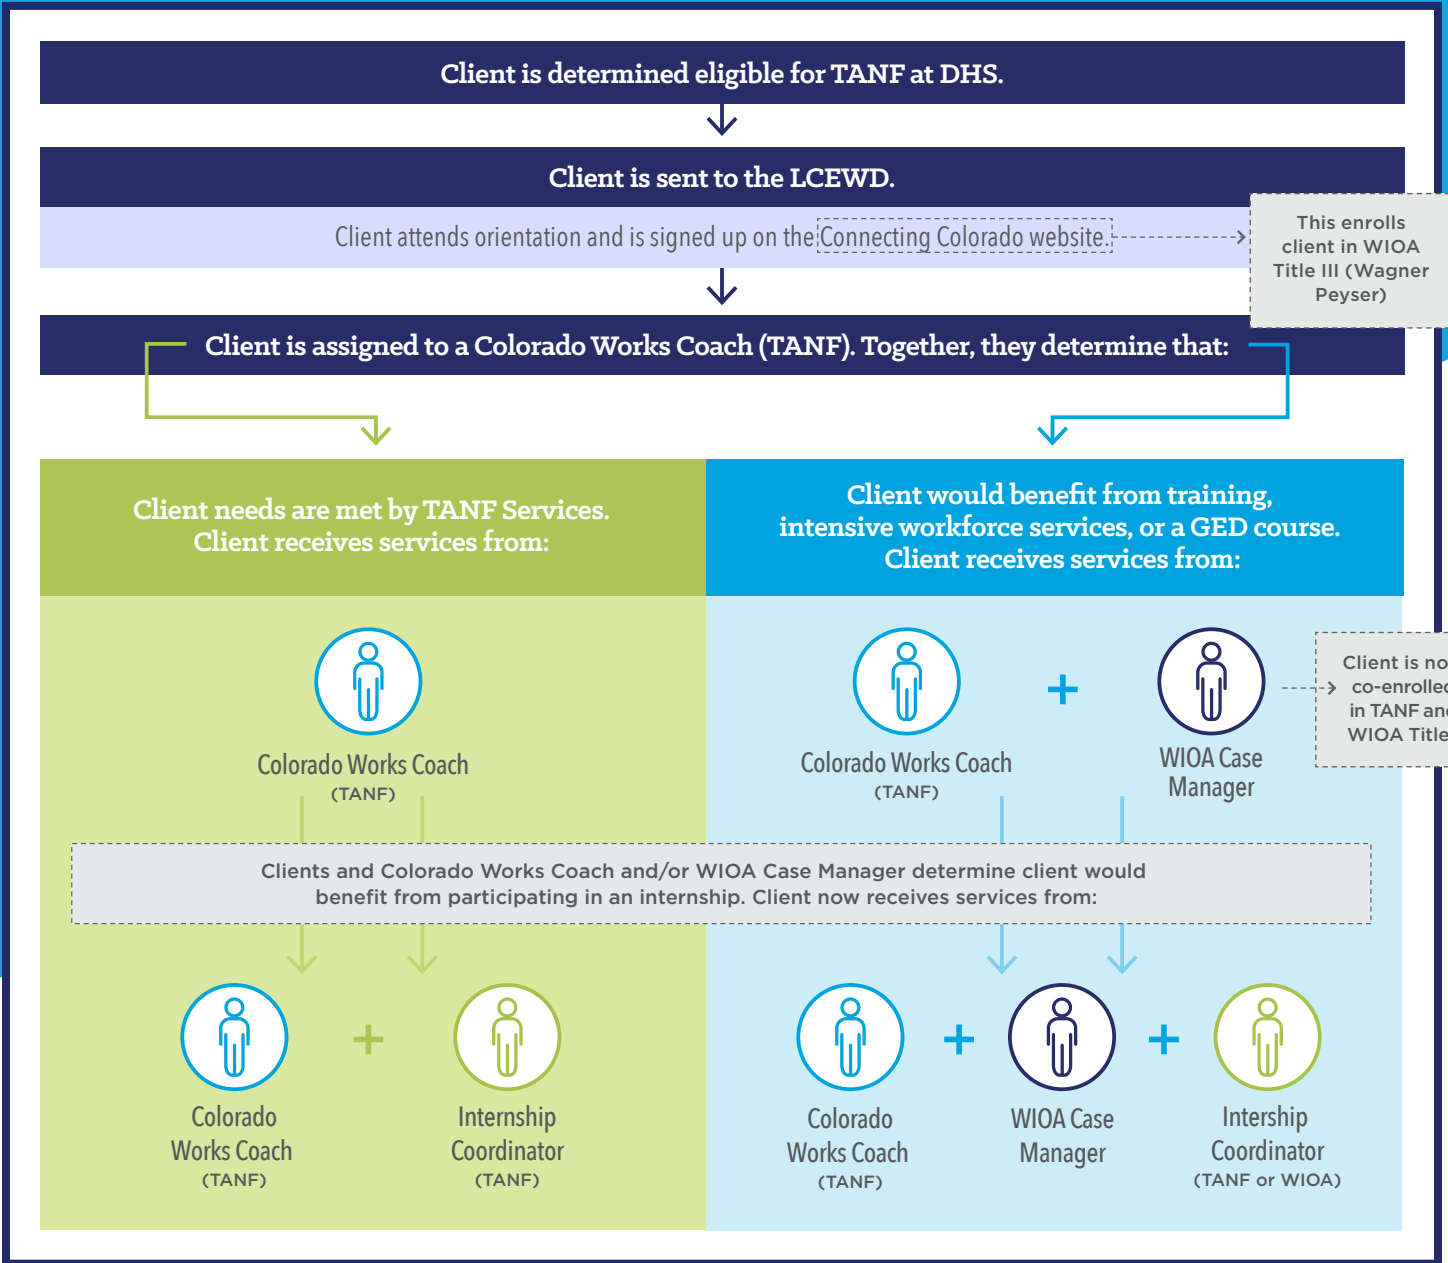 Client is determined eligible for TANF at DHS.
Client is sent to the LCEWD.
Client attends orientation and is signed up on the Connecting Colorado website.
This enrolls
client in WIOA
Title III (Wagner
Peyser)
Client is assigned to a Colorado Works Coach (TANF). Together, they determine that:
Client needs are met by TANF Services.
Client receives services from:
Client would benefit from training,
intensive workforce services, or a GED course.
Client receives services from:
Colorado Works Coach
(TANF)
+
Colorado Works Coach
(TANF)
WIOA Case
Manager
Client is
co-enrolled
in TANF and
WIOA Title
Clients and Colorado Works Coach and/or WIOA Case Manager determine client would
benefit from participating in an internship. Client now receives services from:
+
Colorado
Works Coach
(TANF)
Internship
Coordinator
(TANF)
+
+
Colorado
Works Coach
(TANF)
WIOA Case
Manager
Intership
Coordinator
(TANF or WIOA)